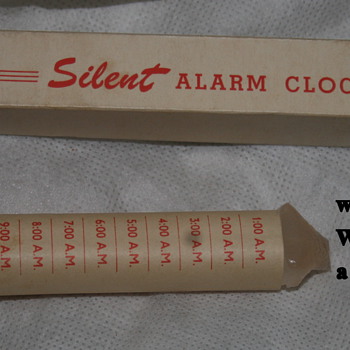 Silent ALARM CLOC
1:00 A.M.
2:00 A.M.
3:00 A.M.
4:00 A.M.
5:00 A.M.
6:00 A.M.
7:00 A.M.
8:00 A.M.
9:00 A.M.
w
W
a